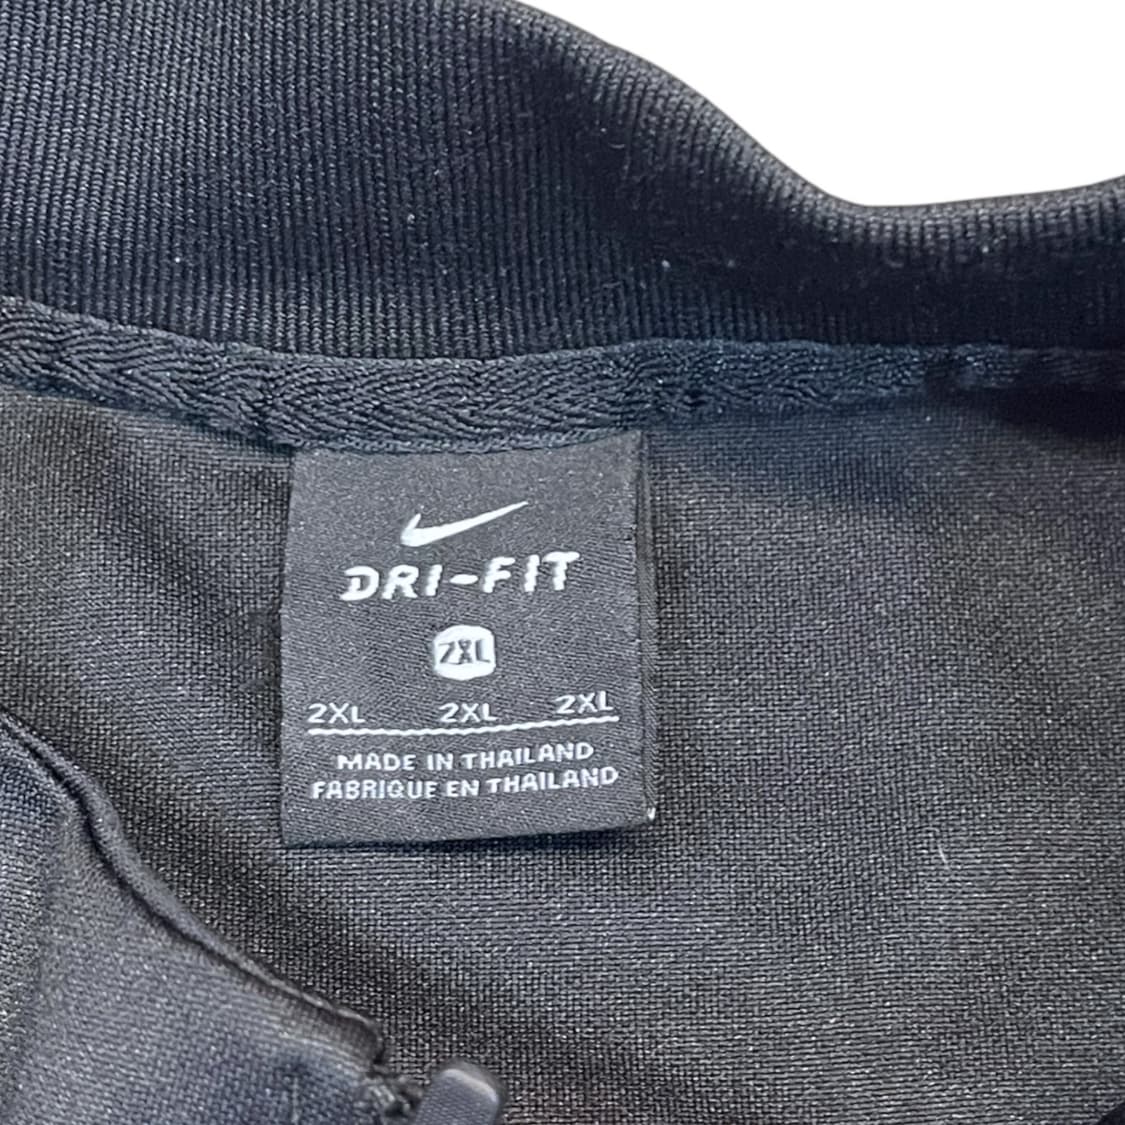 DRI-FIT
2XL
2XL 2XL 2XL
MADE IN THAILAND
FABRIQUE EN THAILAND